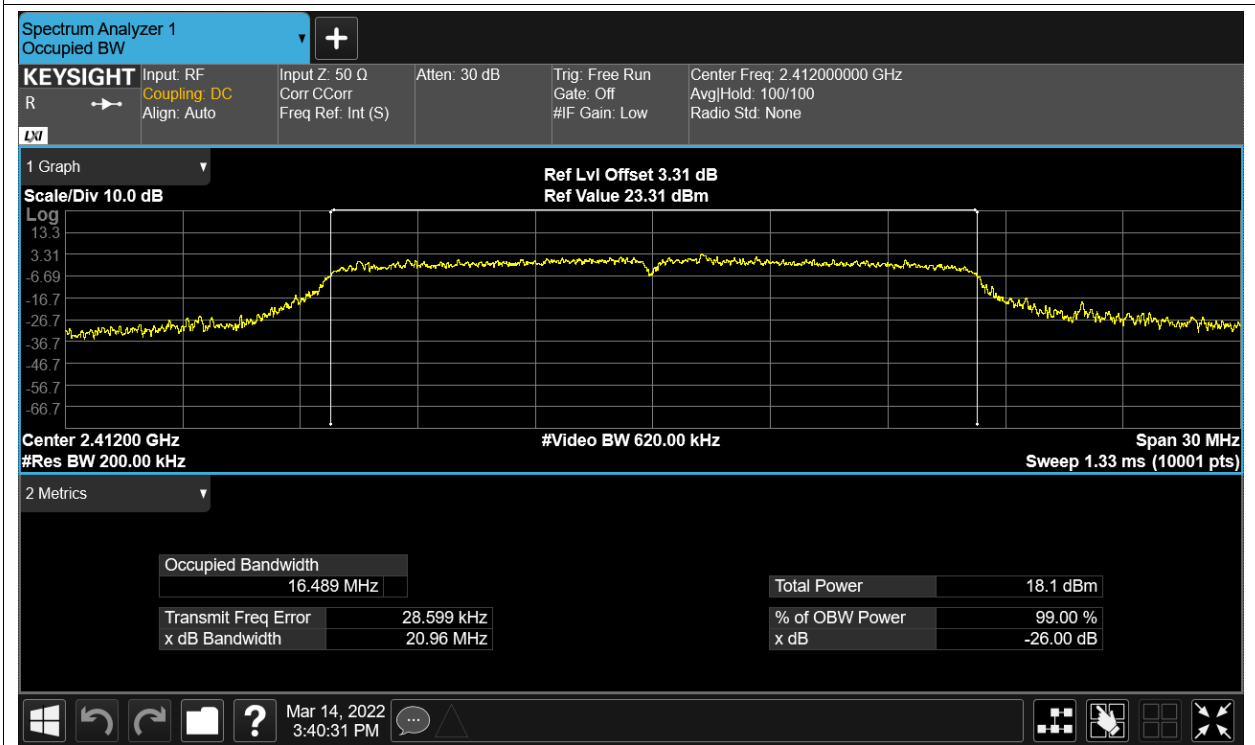 Spectrum Analyzer 1
Occupied BW
KEYSIGHT
R
LXI
Input: RF
Coupling: DC
Align: Auto
Input Z: 50 Ω
Corr CCorr
Freq Ref: Int (S)
Atten: 30 dB
Trig: Free Run
Gate: Off
#IF Gain: Low
Center Freq: 2.412000000 GHz
Avg|Hold: 100/100
Radio Std: None
1 Graph
Scale/Div 10.0 dB
Ref Lvl Offset 3.31 dB
Ref Value 23.31 dBm
Log
13.3
3.31
-6.69
-16.7
-26.7
-36.7
-46.7
-56.7
-66.7
Center 2.41200 GHz
#Video BW 620.00 kHz
Span 30 MHz
#Res BW 200.00 kHz
Sweep 1.33 ms (10001 pts)
2 Metrics
Occupied Bandwidth
16.489 MHz
Transmit Freq Error 28.599 kHz
x dB Bandwidth 20.96 MHz
Total Power 18.1 dBm
% of OBW Power 99.00 %
x dB -26.00 dB
?
Mar 14, 2022
3:40:31 PM